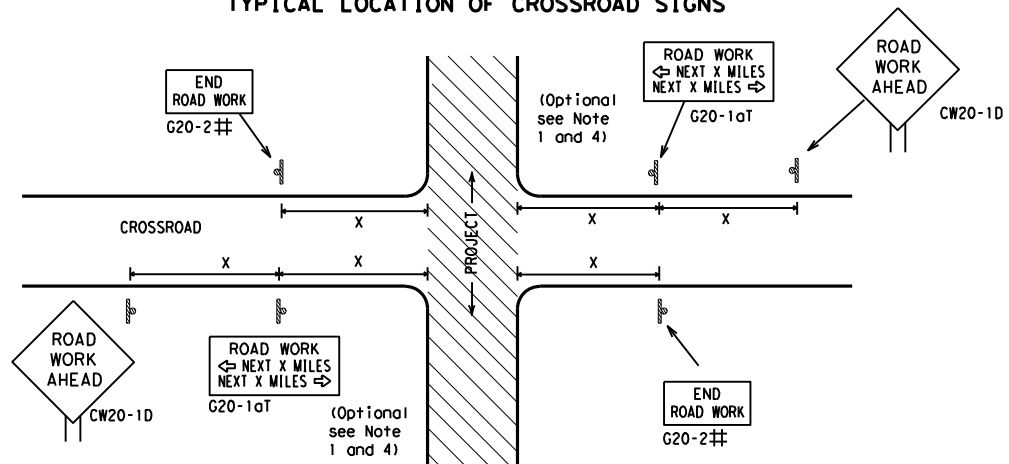 TYPICAL LOCATION OF CROSSROAD SIGNS
END
ROAD WORK
G20-2#
ROAD WORK
⇦ NEXT X MILES
NEXT X MILES ⇨
G20-1aT
(Optional
see Note
1 and 4)
ROAD
WORK
AHEAD
CW20-1D
X
X
X
CROSSROAD
PROJECT
X
X
X
ROAD
WORK
AHEAD
CW20-1D
ROAD WORK
⇦ NEXT X MILES
NEXT X MILES ⇨
G20-1aT
(Optional
see Note
1 and 4)
END
ROAD WORK
G20-2#